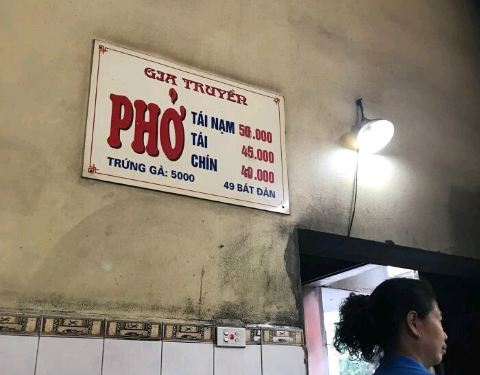 GIA TRUYỀN
PHỞ
TÁI NẠM 50.000
TÁI 45.000
CHÍN 40.000
TRỨNG GÀ: 5000
49 BÁT ĐÀN